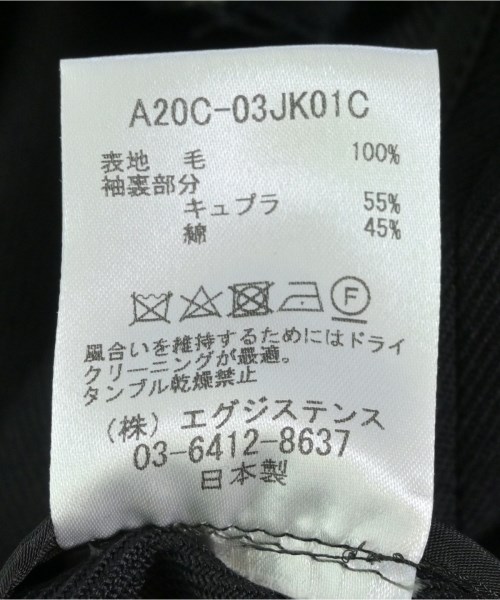 A20C-03JK01C
表地 毛 100%
袖裏部分
キュプラ 55%
綿 45%
F
風合いを維持するためにはドライ
クリーニングが最適。
タンブル乾燥禁止
(株) エグジステンス
03-6412-8637
日本製